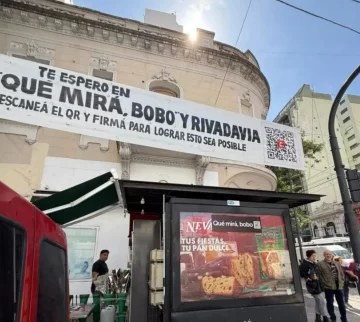 TE ESPERO EN
"QUÉ MIRÁ, BOBO" Y RIVADAVIA
ESCANEÁ EL QR Y FIRMÁ PARA LOGRAR ESTO SEA POSIBLE
Qué mirá, bobo
TUS FIESTAS,
TU PAN DULCE